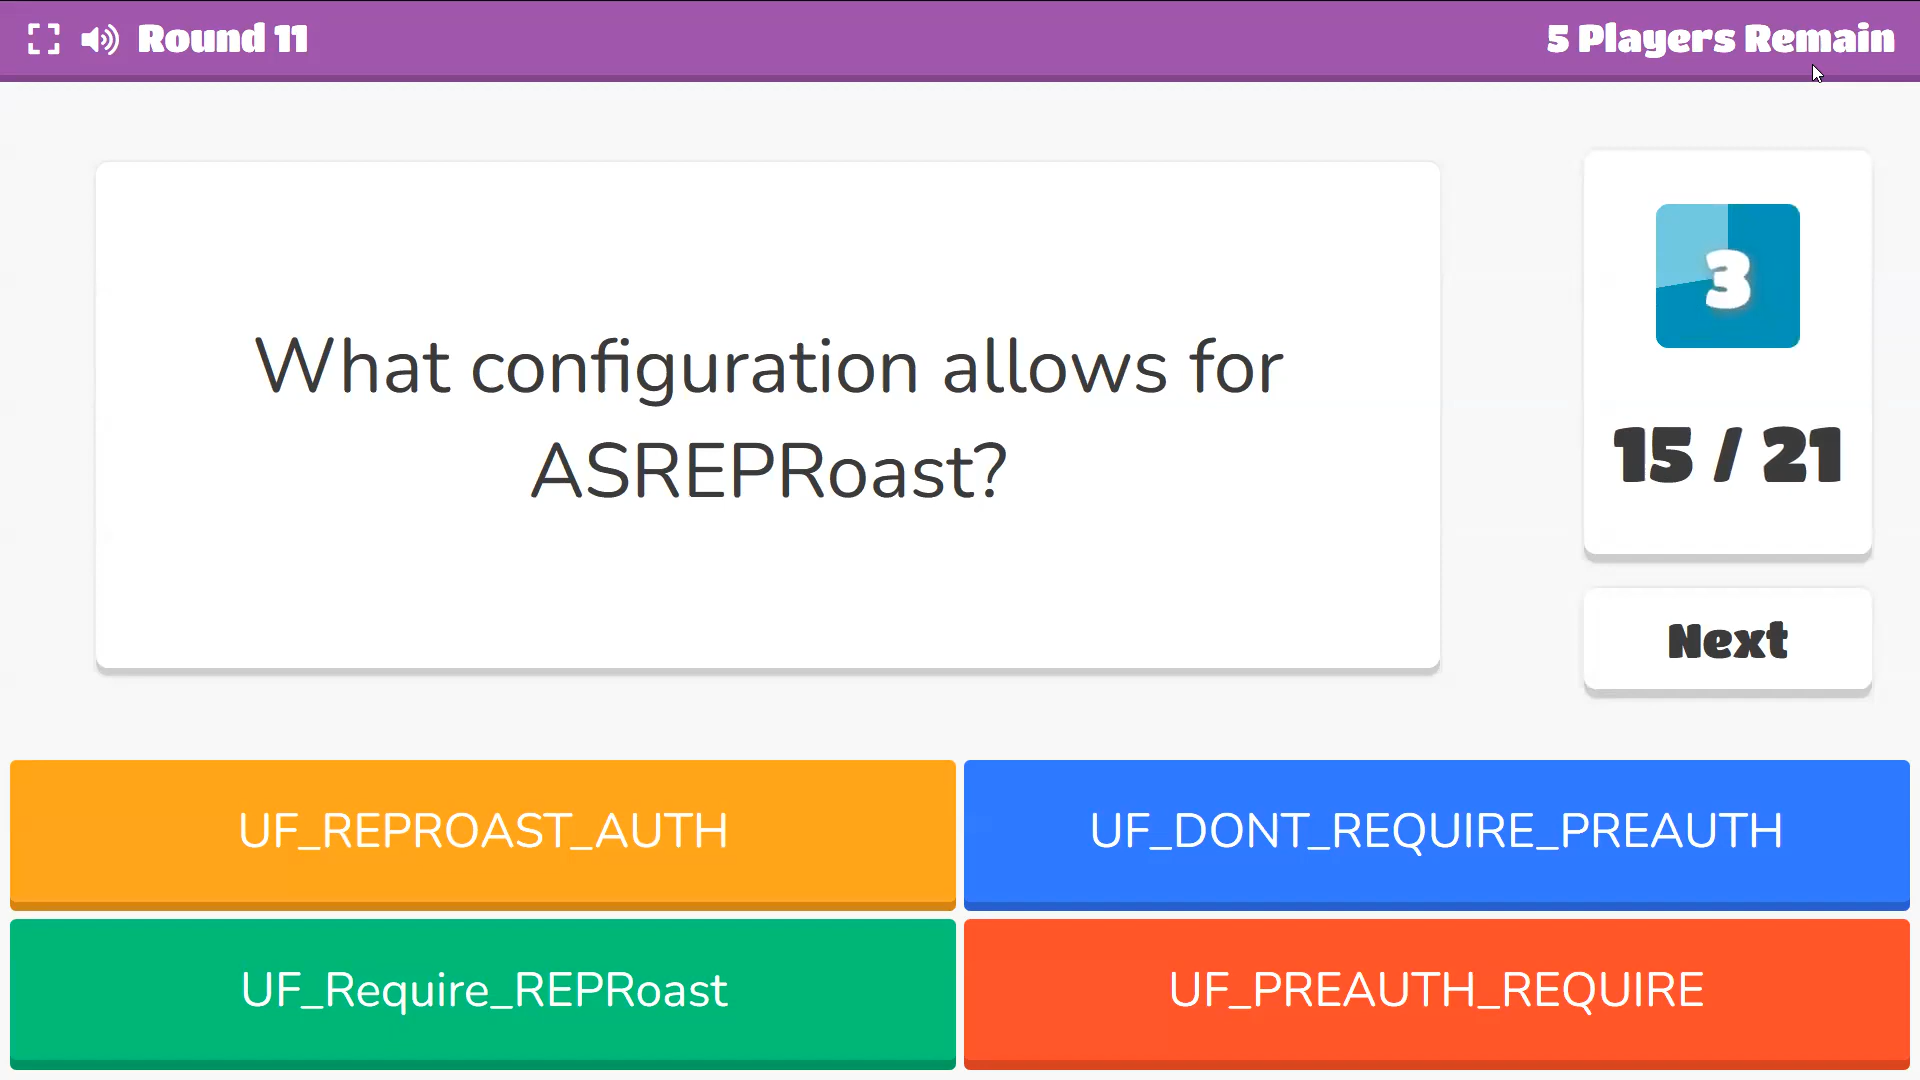 Round 11
5 Players Remain
What configuration allows for
ASREPRoast?
3
15 / 21
Next
UF_REPROAST_AUTH
UF_DONT_REQUIRE_PREAUTH
UF_Require_REPRoast
UF_PREAUTH_REQUIRE